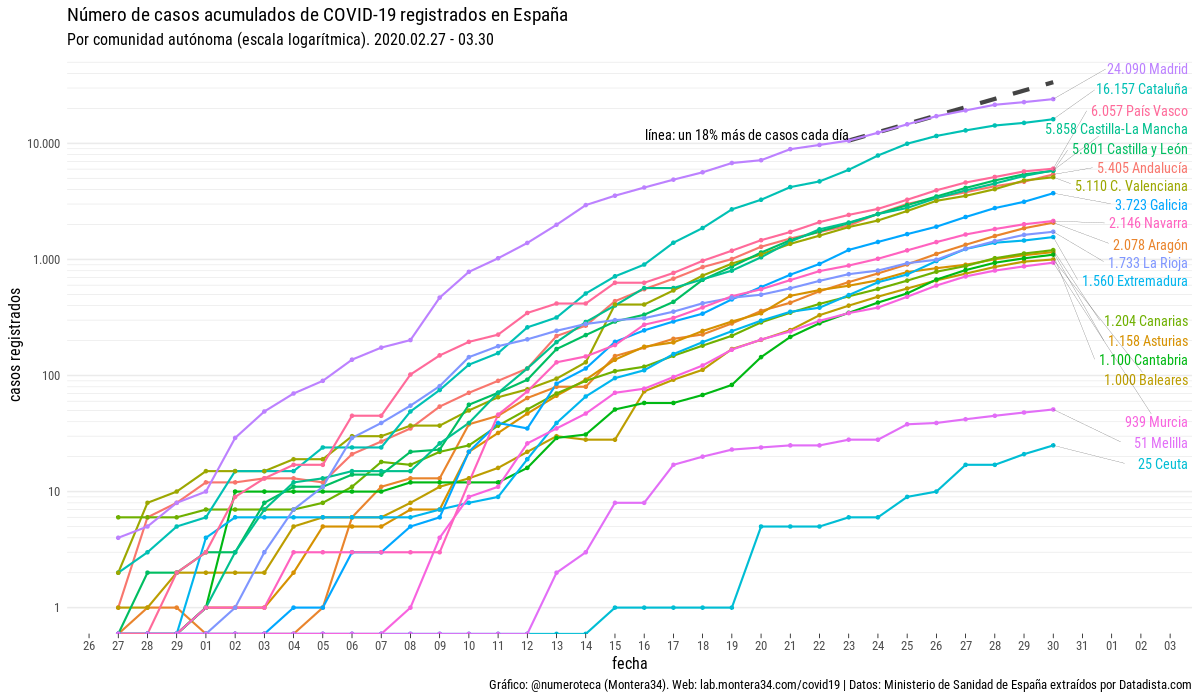 Número de casos acumulados de COVID-19 registrados en España
Por comunidad autónoma (escala logarítmica). 2020.02.27 - 03.30
24.090 Madrid
16.157 Cataluña
6.057 País Vasco
5.858 Castilla-La Mancha
línea: un 18% más de casos cada día
10.000
5.801 Castilla y León
5.405 Andalucía
5.110 C. Valenciana
3.723 Galicia
2.146 Navarra
2.078 Aragón
1.000
1.733 La Rioja
1.560 Extremadura
casos registrados
1.204 Canarias
1.158 Asturias
1.100 Cantabria
100
1.000 Baleares
939 Murcia
51 Melilla
25 Ceuta
10
1
26 27 28 29 01 02 03 04 05 06 07 08 09 10 11 12 13 14 15 16 17 18 19 20 21 22 23 24 25 26 27 28 29 30 31 01 02 03
fecha
Gráfico: @numeroteca (Montera34). Web: lab.montera34.com/covid19 | Datos: Ministerio de Sanidad de España extraídos por Datadista.com